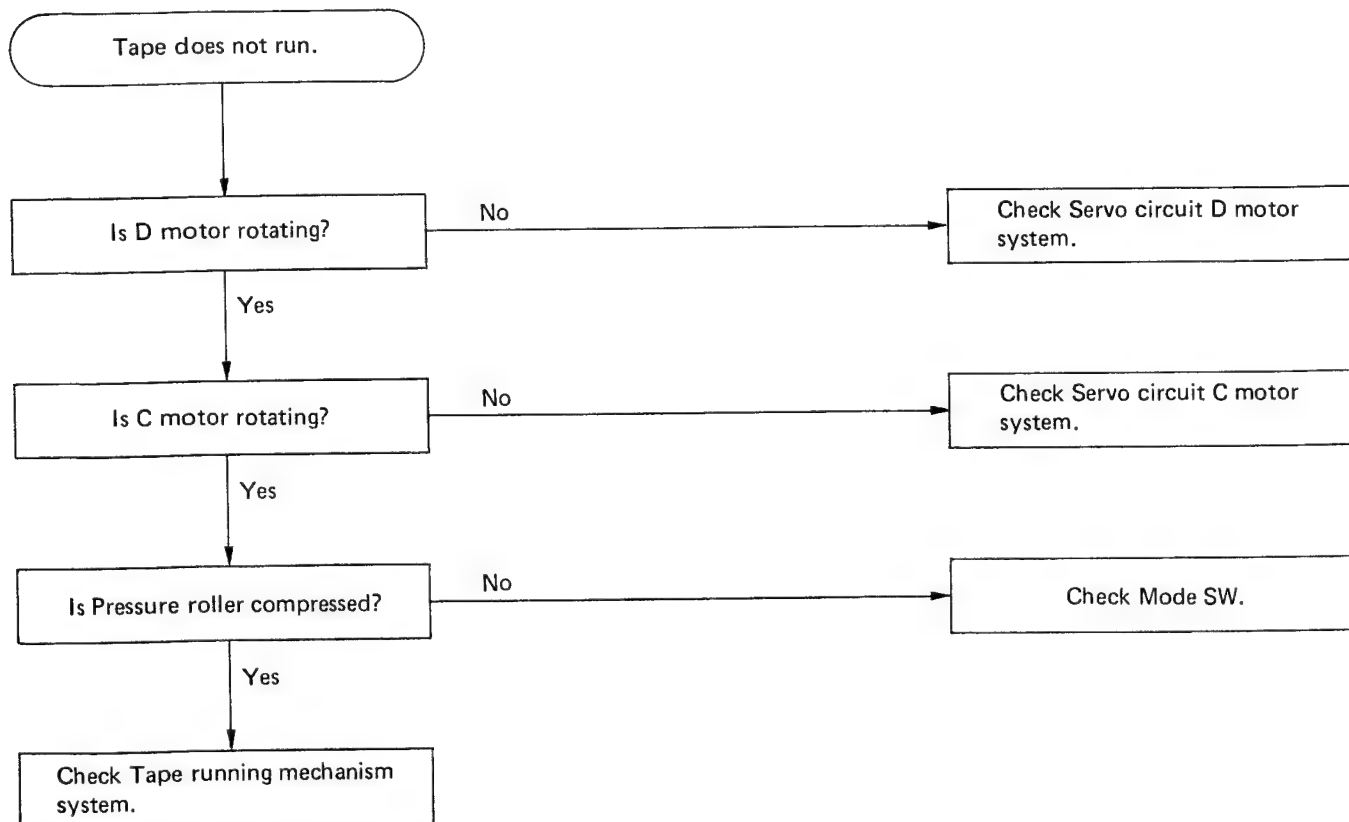 Tape does not run.
Is D motor rotating?
No
Check Servo circuit D motor
system.
Yes
Is C motor rotating?
No
Check Servo circuit C motor
system.
Yes
Is Pressure roller compressed?
No
Check Mode SW.
Yes
Check Tape running mechanism
system.